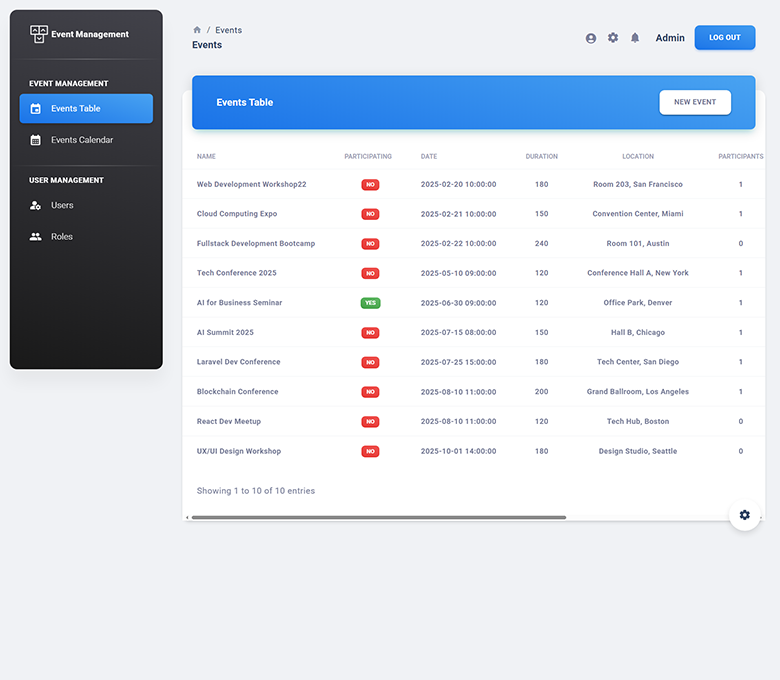 Event Management
EVENT MANAGEMENT
Events Table
Events Calendar
USER MANAGEMENT
Users
Roles
/ Events
Events
Admin
LOG OUT
Events Table
NEW EVENT
NAME PARTICIPATING DATE DURATION LOCATION PARTICIPANTS
Web Development Workshop22 NO 2025-02-20 10:00:00 180 Room 203, San Francisco 1
Cloud Computing Expo NO 2025-02-21 10:00:00 150 Convention Center, Miami 1
Fullstack Development Bootcamp NO 2025-02-22 10:00:00 240 Room 101, Austin 0
Tech Conference 2025 NO 2025-05-10 09:00:00 120 Conference Hall A, New York 1
AI for Business Seminar YES 2025-06-30 09:00:00 120 Office Park, Denver 1
AI Summit 2025 NO 2025-07-15 08:00:00 150 Hall B, Chicago 1
Laravel Dev Conference NO 2025-07-25 15:00:00 180 Tech Center, San Diego 1
Blockchain Conference NO 2025-08-10 11:00:00 200 Grand Ballroom, Los Angeles 1
React Dev Meetup NO 2025-08-10 11:00:00 120 Tech Hub, Boston 0
UX/UI Design Workshop NO 2025-10-01 14:00:00 180 Design Studio, Seattle 0
Showing 1 to 10 of 10 entries